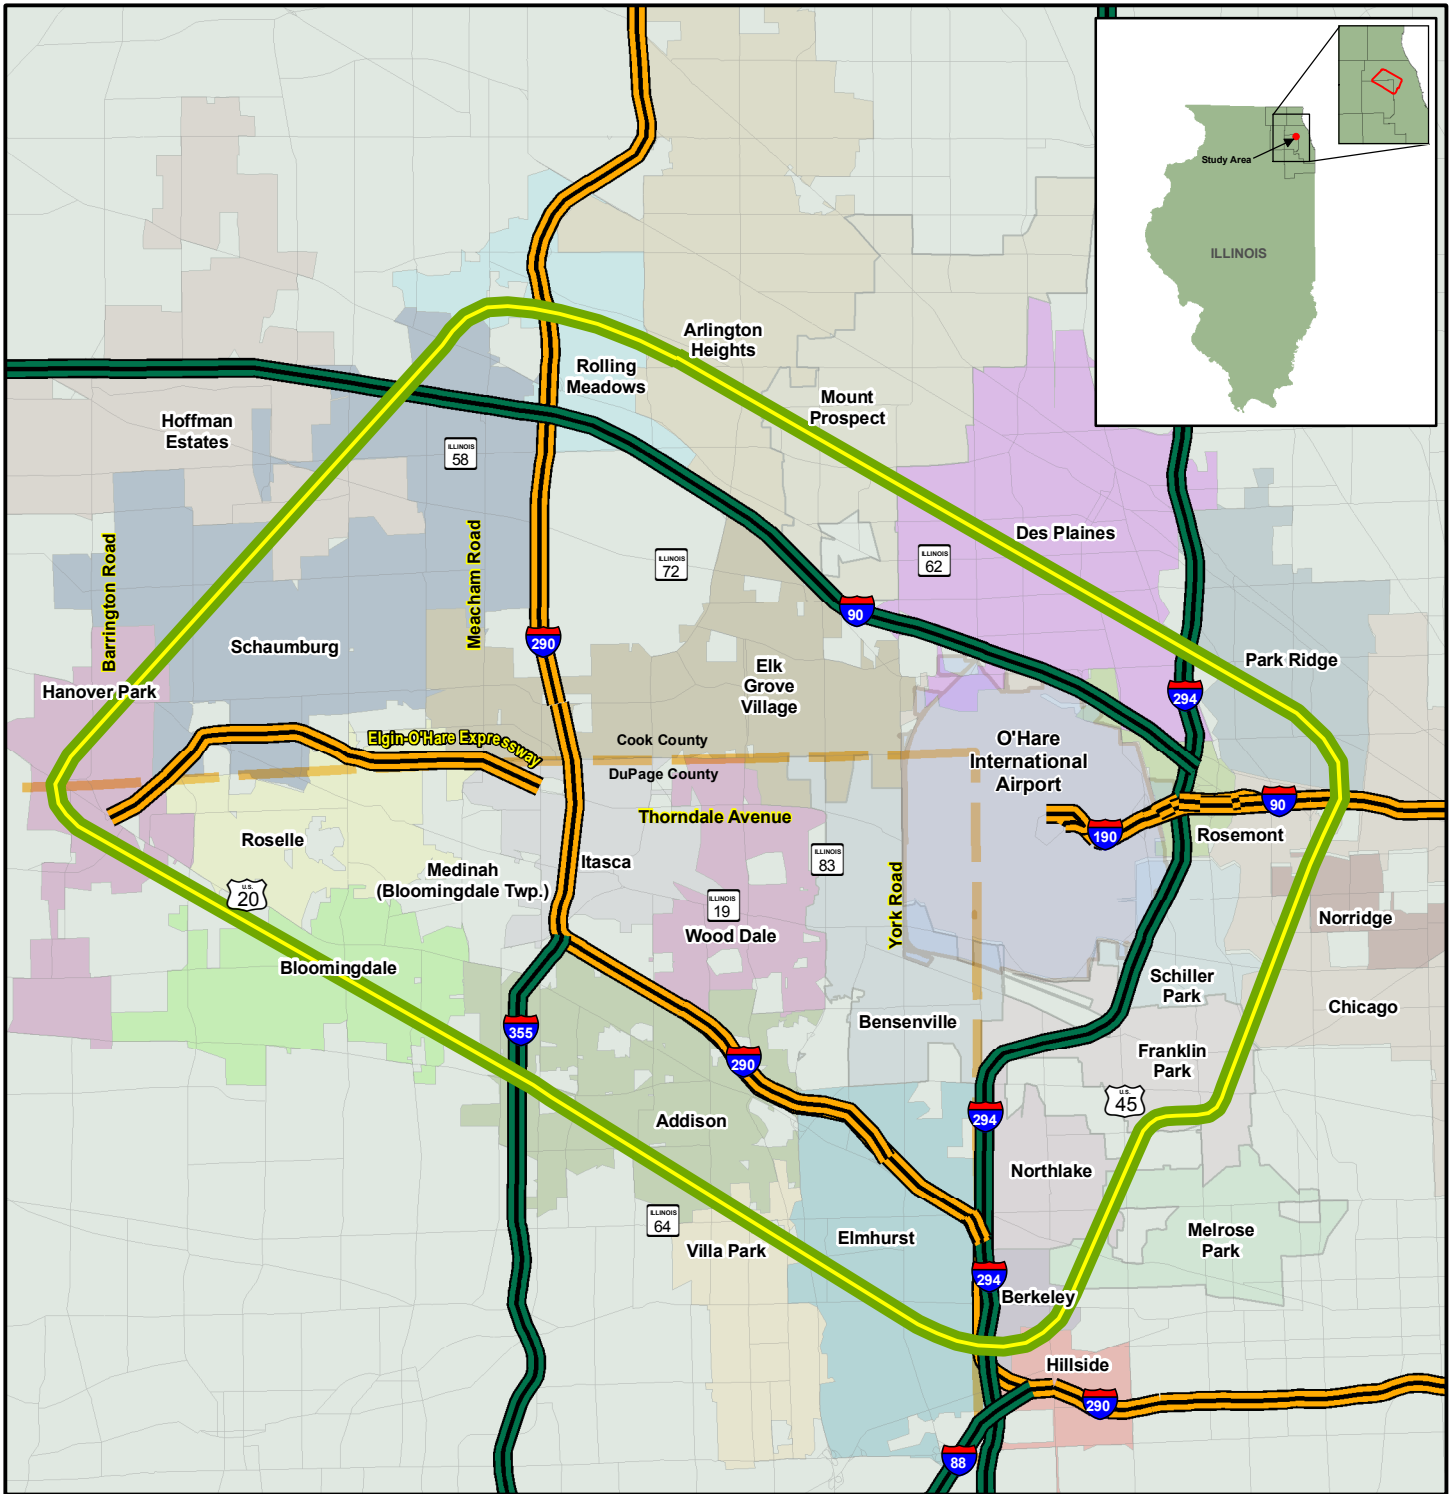 Study Area
ILLINOIS
Arlington
Heights
Rolling
Meadows
Mount
Prospect
Hoffman
Estates
ILLINOIS
58
Des Plaines
Barrington Road
Meacham Road
ILLINOIS
72
ILLINOIS
62
90
290
Schaumburg
Elk
Grove
Village
Park Ridge
Hanover Park
294
Elgin-O'Hare Expressway
Cook County
DuPage County
O'Hare
International
Airport
Thorndale Avenue
90
190
Rosemont
Roselle
Medinah
(Bloomingdale Twp.)
Itasca
ILLINOIS
83
U.S.
20
ILLINOIS
19
York Road
Norridge
Wood Dale
Bloomingdale
Schiller
Park
Chicago
355
Bensenville
290
Franklin
Park
U.S.
45
Addison
294
Northlake
ILLINOIS
64
Villa Park
Elmhurst
Melrose
Park
294
Berkeley
Hillside
290
88